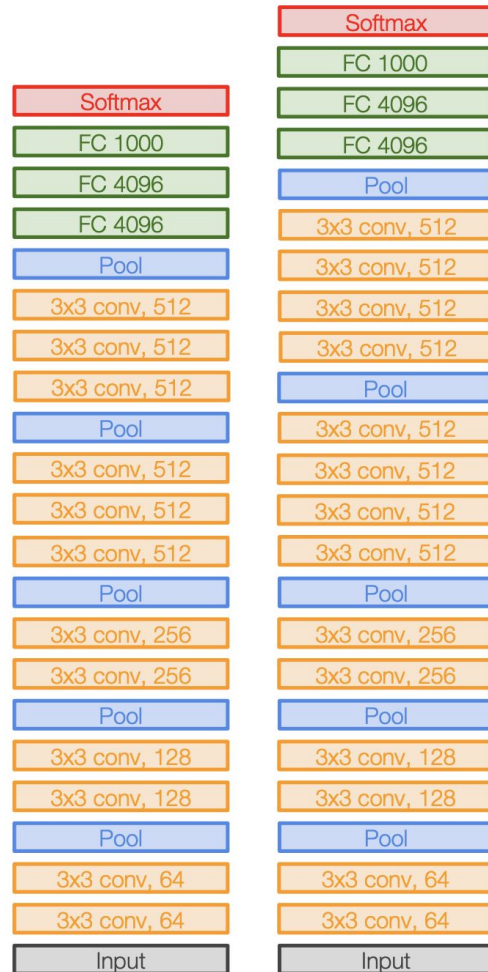 Softmax
FC 1000
FC 4096
FC 4096
Pool
3x3 conv, 512
3x3 conv, 512
3x3 conv, 512
Pool
3x3 conv, 512
3x3 conv, 512
3x3 conv, 512
Pool
3x3 conv, 256
3x3 conv, 256
Pool
3x3 conv, 128
3x3 conv, 128
Pool
3x3 conv, 64
3x3 conv, 64
Input
Softmax
FC 1000
FC 4096
FC 4096
Pool
3x3 conv, 512
3x3 conv, 512
3x3 conv, 512
3x3 conv, 512
Pool
3x3 conv, 512
3x3 conv, 512
3x3 conv, 512
3x3 conv, 512
Pool
3x3 conv, 256
3x3 conv, 256
Pool
3x3 conv, 128
3x3 conv, 128
Pool
3x3 conv, 64
3x3 conv, 64
Input